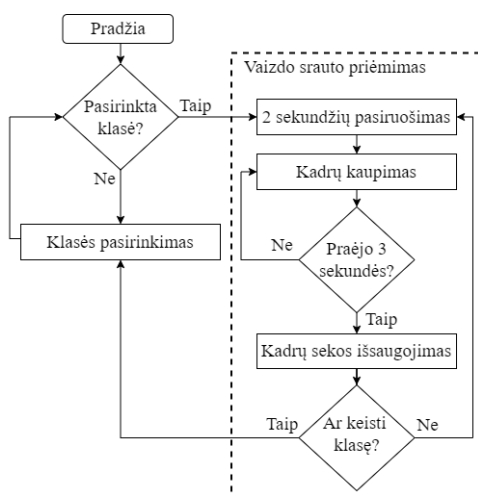 Pradžia
Vaizdo srauto priėmimas
Pasirinkta
klasė?
Taip
2 sekundžių pasiruošimas
Ne
Kadrų kaupimas
Klasės pasirinkimas
Ne
Praėjo 3
sekundės?
Taip
Kadrų sekos išsaugojimas
Taip
Ar keisti
klasę?
Ne